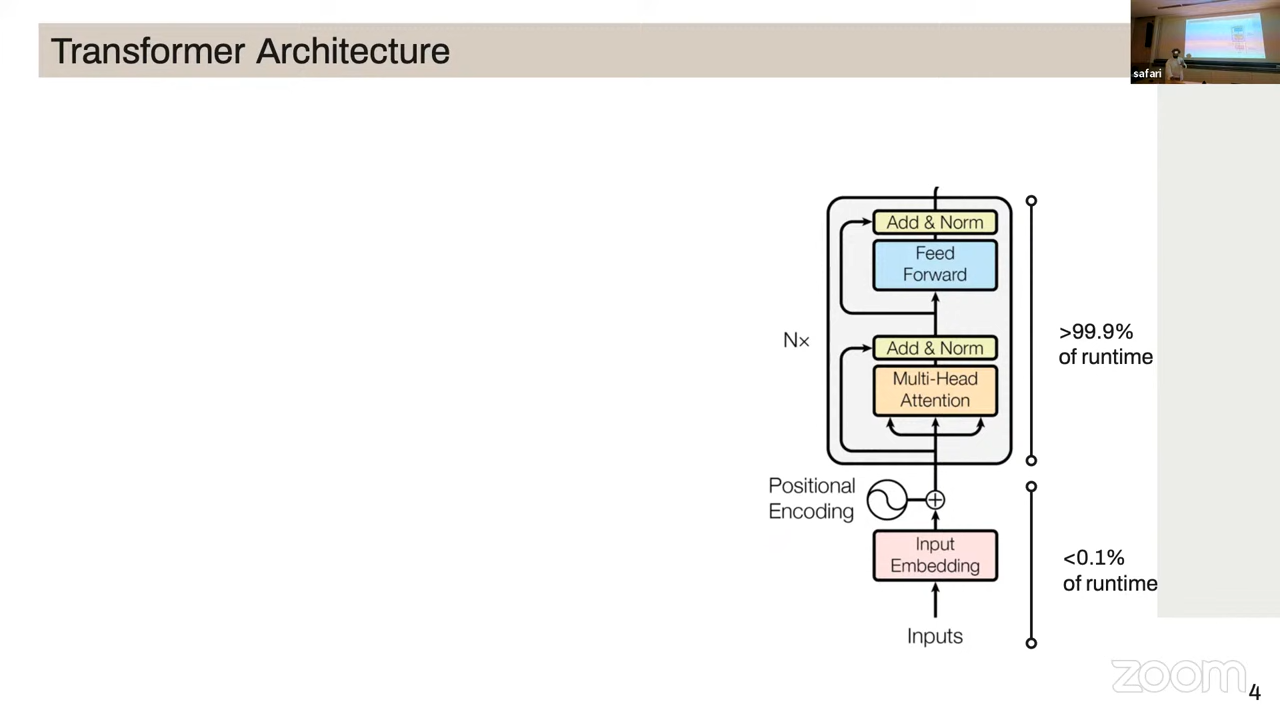 Transformer Architecture
safari
Add & Norm
Feed
Forward
Nx
Add & Norm
Multi-Head
Attention
>99.9%
of runtime
Positional
Encoding
Input
Embedding
Inputs
<0.1%
of runtime
zoom
4